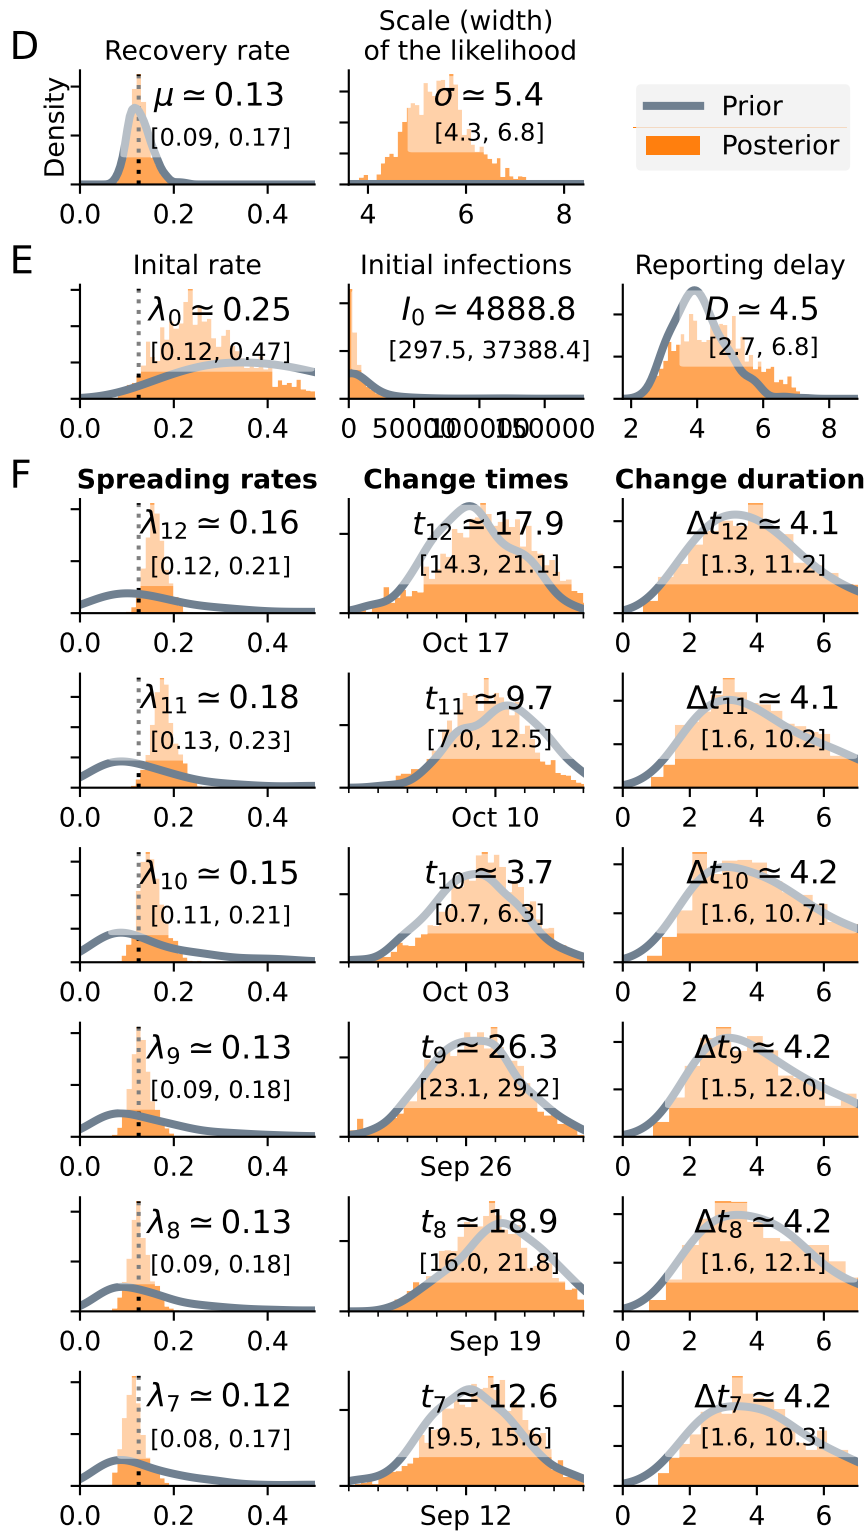 D
Recovery rate
Scale (width)
of the likelihood
Density
μ ≃ 0.13
[0.09, 0.17]
0.0 0.2 0.4
σ ≃ 5.4
[4.3, 6.8]
4 6 8
Prior
Posterior
E
Inital rate
λ0 ≃ 0.25
[0.12, 0.47]
0.0 0.2 0.4
Initial infections
I0 ≃ 4888.8
[297.5, 37388.4]
0 50000 100000 150000
Reporting delay
D ≃ 4.5
[2.7, 6.8]
2 4 6 8
F
Spreading rates Change times Change duration
λ12 ≃ 0.16 t12 ≃ 17.9 Δt12 ≃ 4.1
[0.12, 0.21] [14.3, 21.1] [1.3, 11.2]
0.0 0.2 0.4 Oct 17 0 2 4 6
λ11 ≃ 0.18 t11 ≃ 9.7 Δt11 ≃ 4.1
[0.13, 0.23] [7.0, 12.5] [1.6, 10.2]
0.0 0.2 0.4 Oct 10 0 2 4 6
λ10 ≃ 0.15 t10 ≃ 3.7 Δt10 ≃ 4.2
[0.11, 0.21] [0.7, 6.3] [1.6, 10.7]
0.0 0.2 0.4 Oct 03 0 2 4 6
λ9 ≃ 0.13 t9 ≃ 26.3 Δt9 ≃ 4.2
[0.09, 0.18] [23.1, 29.2] [1.5, 12.0]
0.0 0.2 0.4 Sep 26 0 2 4 6
λ8 ≃ 0.13 t8 ≃ 18.9 Δt8 ≃ 4.2
[0.09, 0.18] [16.0, 21.8] [1.6, 12.1]
0.0 0.2 0.4 Sep 19 0 2 4 6
λ7 ≃ 0.12 t7 ≃ 12.6 Δt7 ≃ 4.2
[0.08, 0.17] [9.5, 15.6] [1.6, 10.3]
0.0 0.2 0.4 Sep 12 0 2 4 6